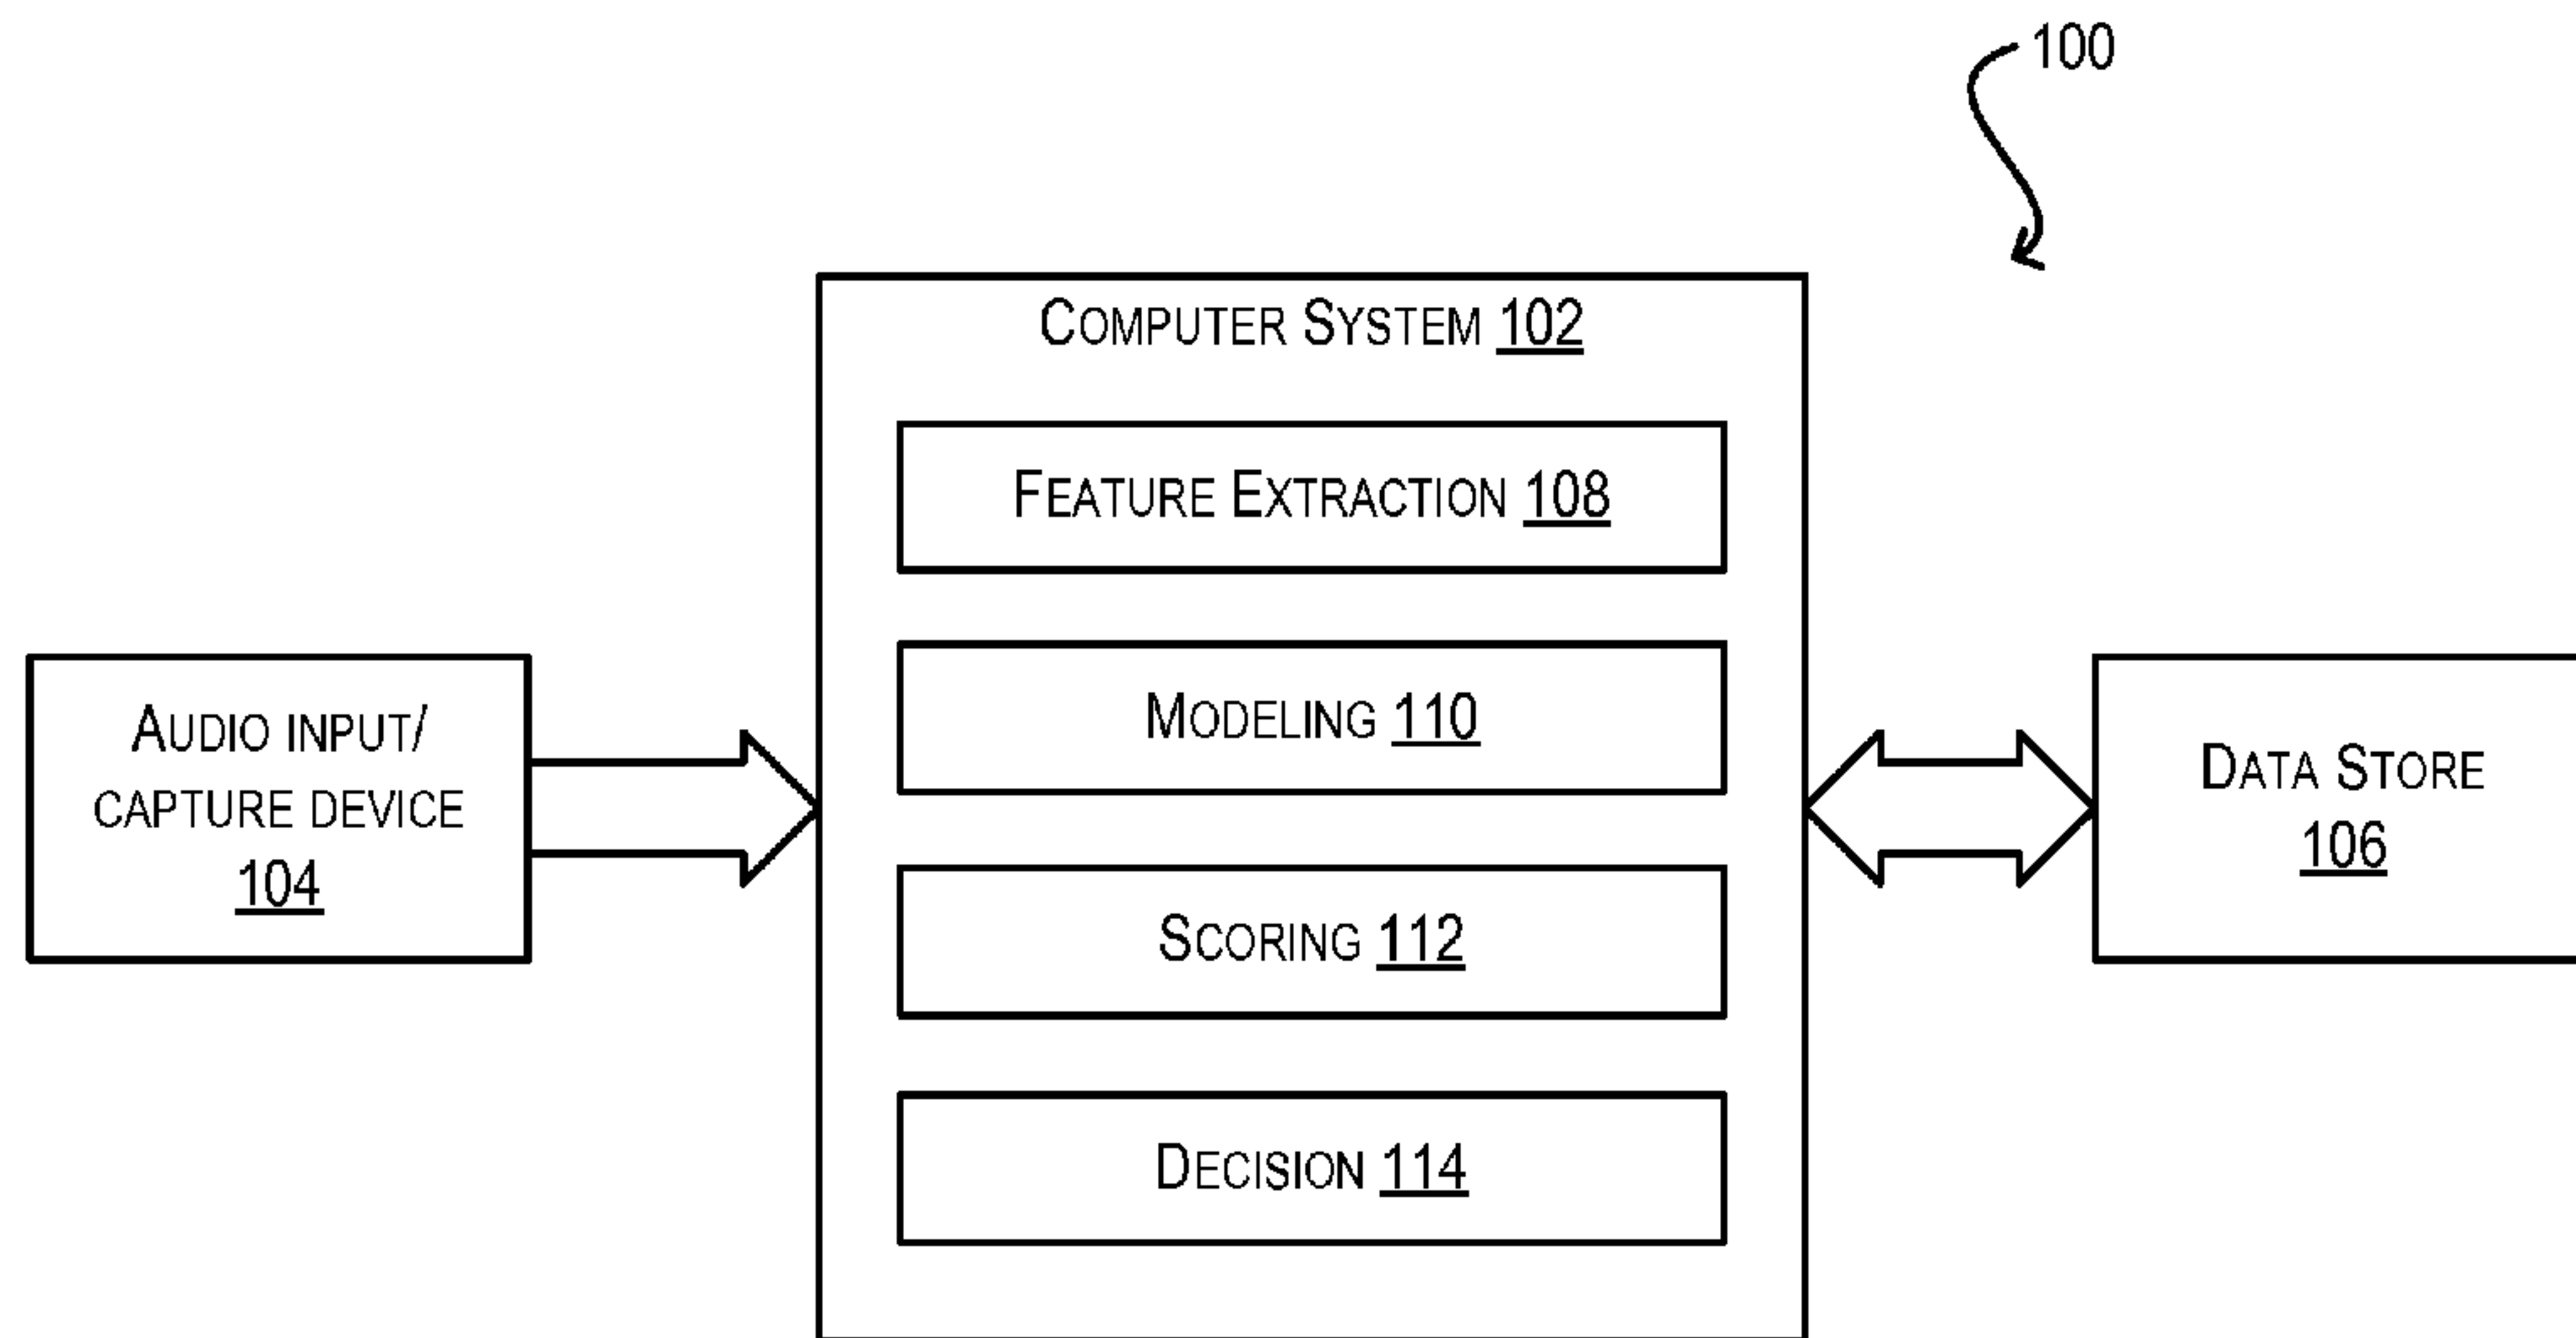 100
COMPUTER SYSTEM 102
FEATURE EXTRACTION 108
MODELING 110
SCORING 112
DECISION 114
AUDIO INPUT/
CAPTURE DEVICE
104
DATA STORE
106